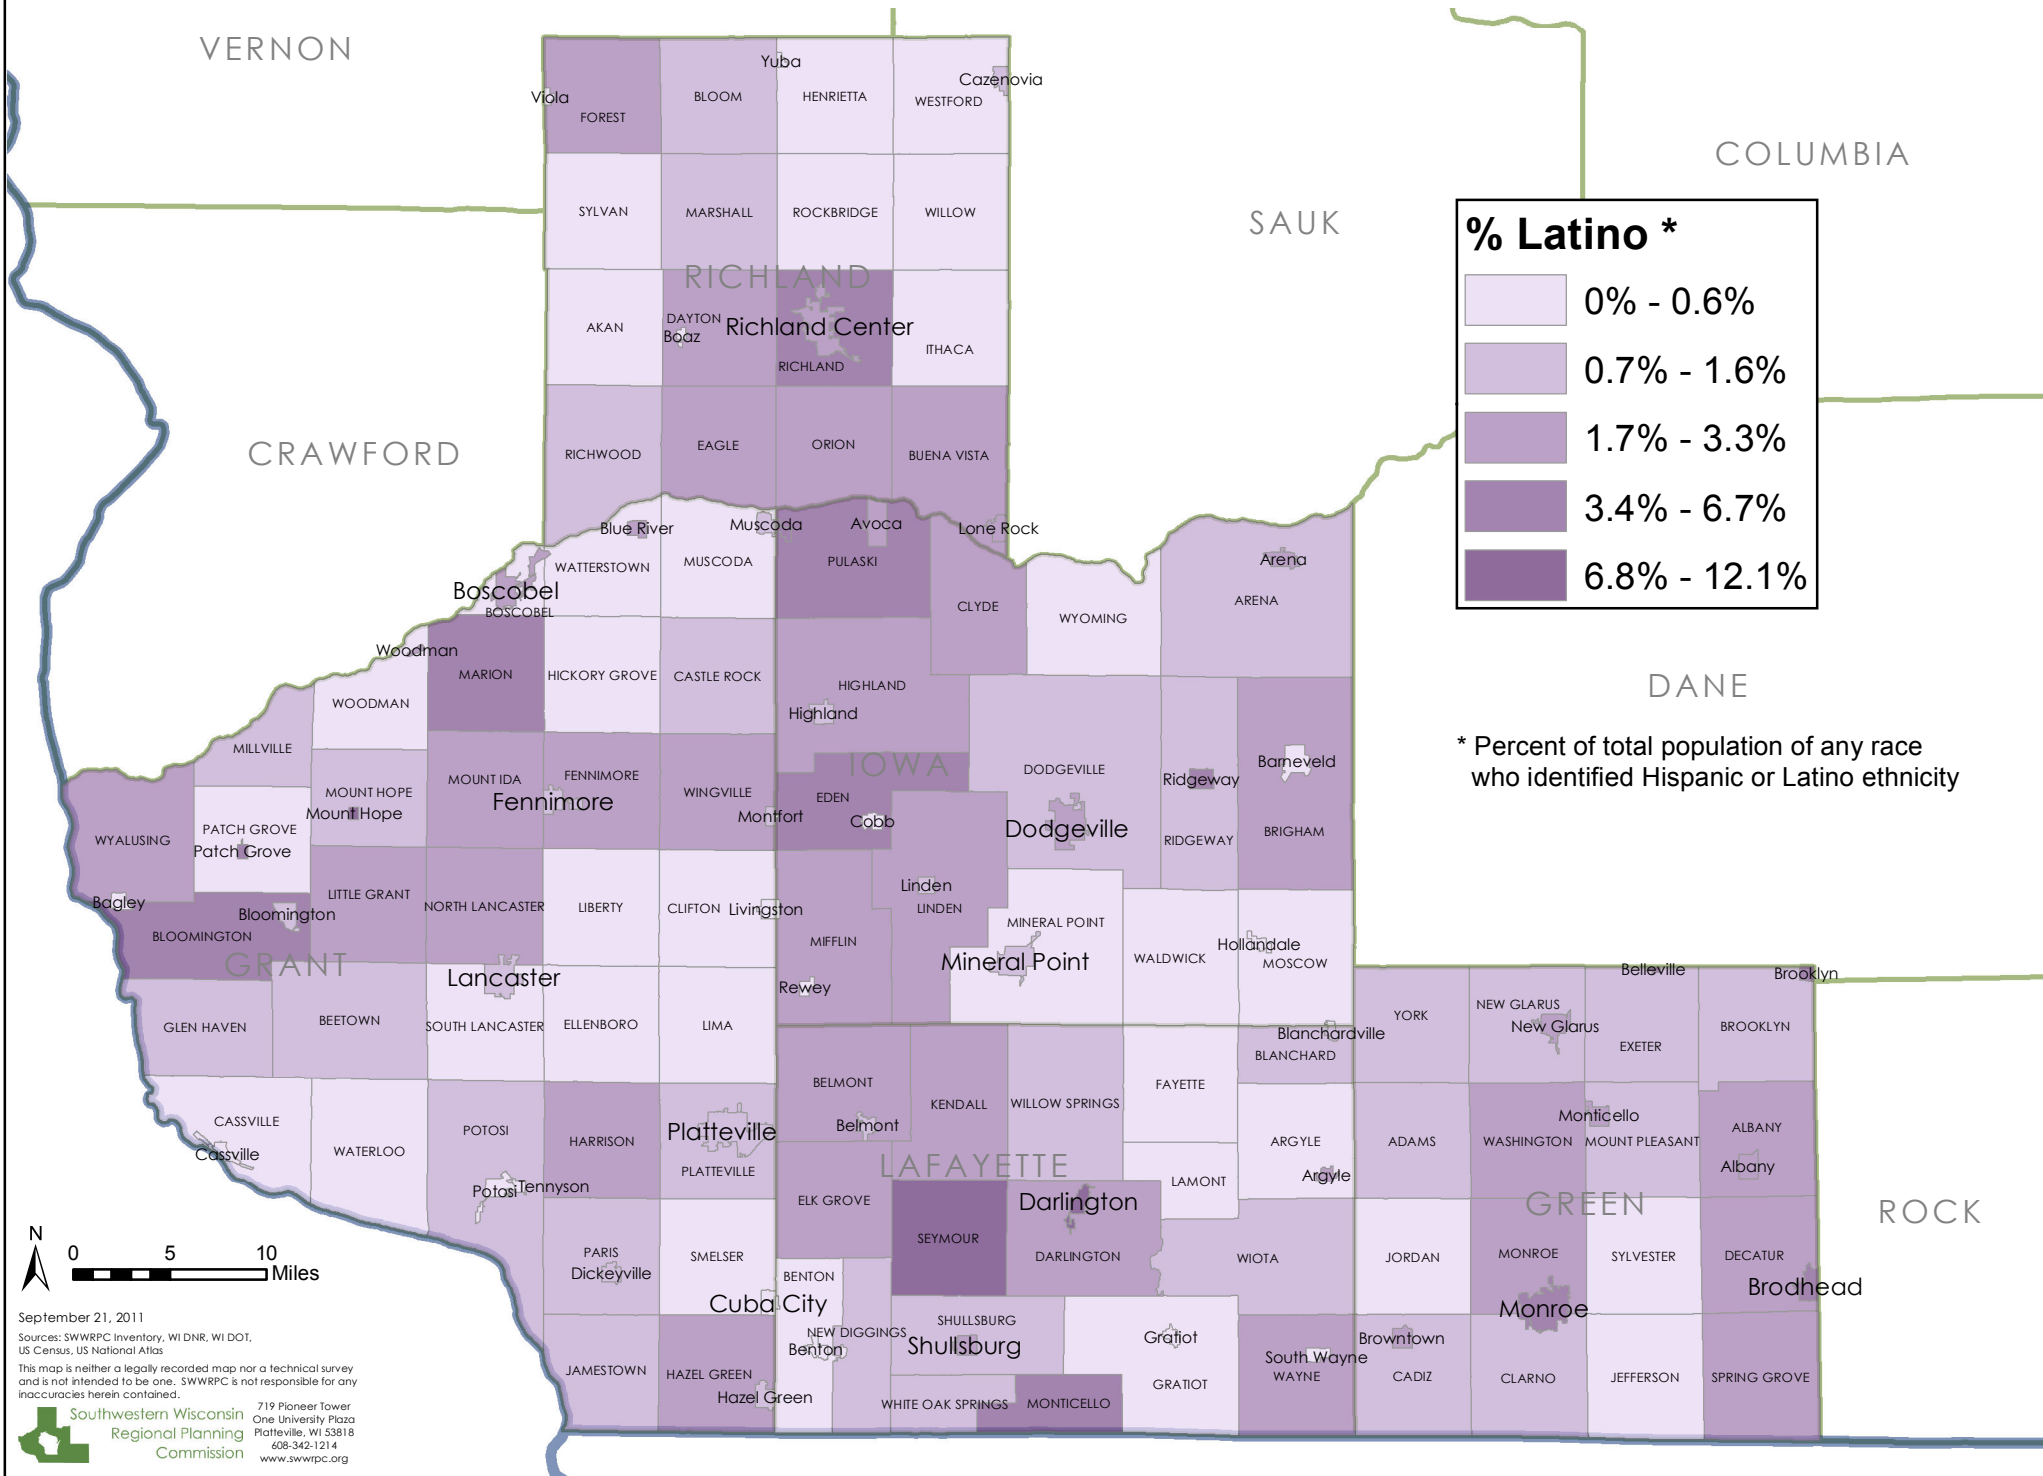 VERNON
Yuba
Cazenovia
Viola
BLOOM
HENRIETTA
WESTFORD
FOREST
COLUMBIA
SYLVAN
MARSHALL
ROCKBRIDGE
WILLOW
SAUK
% Latino *
0% - 0.6%
0.7% - 1.6%
1.7% - 3.3%
3.4% - 6.7%
6.8% - 12.1%
RICHLAND
AKAN
DAYTON
Boaz
Richland Center
ITHACA
RICHLAND
CRAWFORD
RICHWOOD
EAGLE
ORION
BUENA VISTA
Blue River
Muscoda
Avoca
Lone Rock
WATTERSTOWN
MUSCODA
PULASKI
Arena
Boscobel
BOSCOBEL
CLYDE
WYOMING
ARENA
Woodman
MARION
HICKORY GROVE
CASTLE ROCK
HIGHLAND
DANE
WOODMAN
Highland
* Percent of total population of any race
who identified Hispanic or Latino ethnicity
MILLVILLE
IOWA
DODGEVILLE
Ridgeway
Barneveld
MOUNT HOPE
Mount Hope
MOUNT IDA
FENNIMORE
Fennimore
WINGVILLE
Montfort
EDEN
Cobb
Dodgeville
RIDGEWAY
BRIGHAM
WYALUSING
PATCH GROVE
Patch Grove
Bagley
Bloomington
BLOOMINGTON
LITTLE GRANT
NORTH LANCASTER
LIBERTY
CLIFTON
Livingston
Linden
LINDEN
MIFFLIN
MINERAL POINT
Mineral Point
WALDWICK
Hollandale
MOSCOW
GRANT
Lancaster
Rewey
Belleville
Brooklyn
GLEN HAVEN
BEETOWN
SOUTH LANCASTER
ELLENBORO
LIMA
Blanchardville
BLANCHARD
YORK
NEW GLARUS
New Glarus
EXETER
BROOKLYN
BELMONT
Belmont
KENDALL
WILLOW SPRINGS
FAYETTE
CASSVILLE
Cassville
WATERLOO
POTOSI
HARRISON
Platteville
PLATTEVILLE
ARGYLE
Argyle
ADAMS
WASHINGTON
Monticello
MOUNT PLEASANT
ALBANY
Albany
LAFAYETTE
Potosi
Tennyson
ELK GROVE
Darlington
LAMONT
GREEN
ROCK
SEYMOUR
DARLINGTON
WIOTA
JORDAN
MONROE
SYLVESTER
DECATUR
Brodhead
PARIS
Dickeyville
SMELSER
BENTON
Cuba City
Monroe
NEW DIGGINGS
Benton
SHULLSBURG
Shullsburg
Gratiot
South Wayne
WAYNE
Browntown
JAMESTOWN
HAZEL GREEN
Hazel Green
WHITE OAK SPRINGS
MONTICELLO
GRATIOT
CADIZ
CLARNO
JEFFERSON
SPRING GROVE
N
0 5 10
Miles
September 21, 2011
Sources: SWWRPC Inventory, WI DNR, WI DOT,
US Census, US National Atlas
This map is neither a legally recorded map nor a technical survey
and is not intended to be one. SWWRPC is not responsible for any
inaccuracies herein contained.
Southwestern Wisconsin
Regional Planning
Commission
719 Pioneer Tower
One University Plaza
Platteville, WI 53818
608-342-1214
www.swwrpc.org